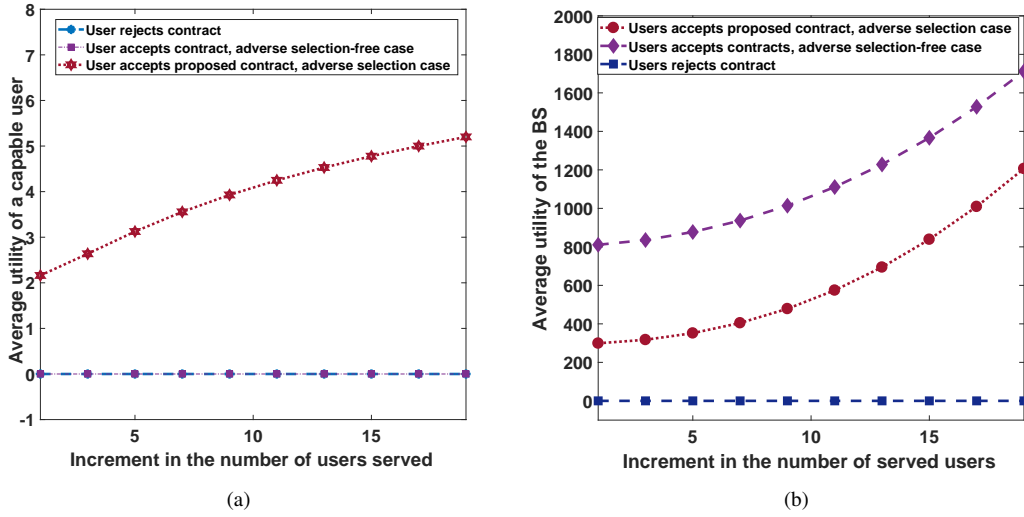 8
7
6
5
4
3
2
1
0
-1
Average utility of a capable user
User rejects contract
User accepts contract, adverse selection-free case
User accepts proposed contract, adverse selection case
5
10
15
Increment in the number of users served
(a)
2000
1800
1600
1400
1200
1000
800
600
400
200
0
Average utility of the BS
Users accepts proposed contract, adverse selection case
Users accepts contracts, adverse selection-free case
Users rejects contract
5
10
15
Increment in the number of served users
(b)